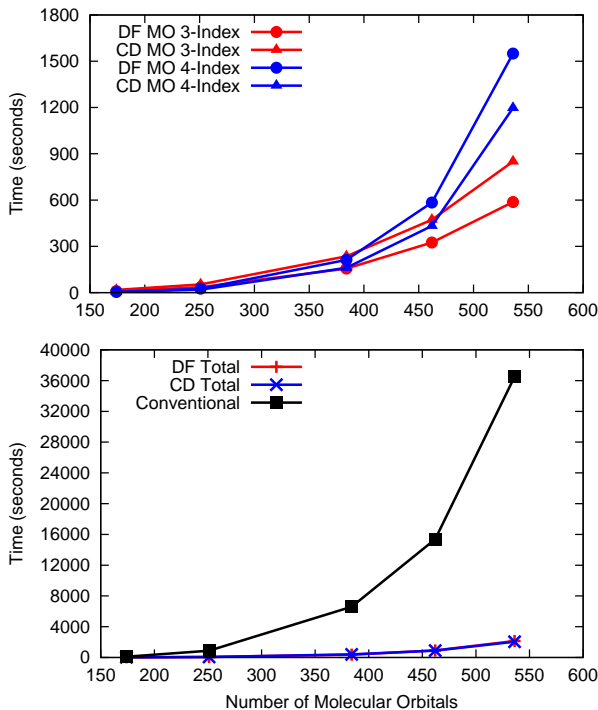 1800
1500
1200
900
600
300
0
Time (seconds)
DF MO 3-Index
CD MO 3-Index
DF MO 4-Index
CD MO 4-Index
150 200 250 300 350 400 450 500 550 600
40000
36000
32000
28000
24000
20000
16000
12000
8000
4000
0
Time (seconds)
DF Total
CD Total
Conventional
150 200 250 300 350 400 450 500 550 600
Number of Molecular Orbitals